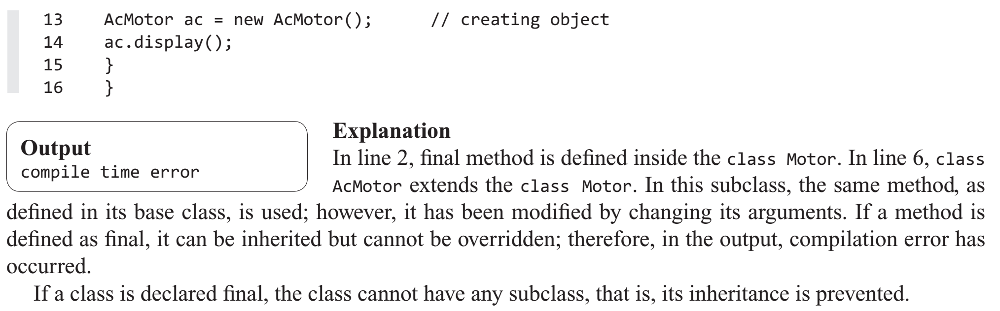 13 AcMotor ac = new AcMotor(); // creating object
14 ac.display();
15 }
16 }
Output
compile time error
Explanation
In line 2, final method is defined inside the class Motor. In line 6, class
AcMotor extends the class Motor. In this subclass, the same method, as
defined in its base class, is used; however, it has been modified by changing its arguments. If a method is
defined as final, it can be inherited but cannot be overridden; therefore, in the output, compilation error has
occurred.
If a class is declared final, the class cannot have any subclass, that is, its inheritance is prevented.